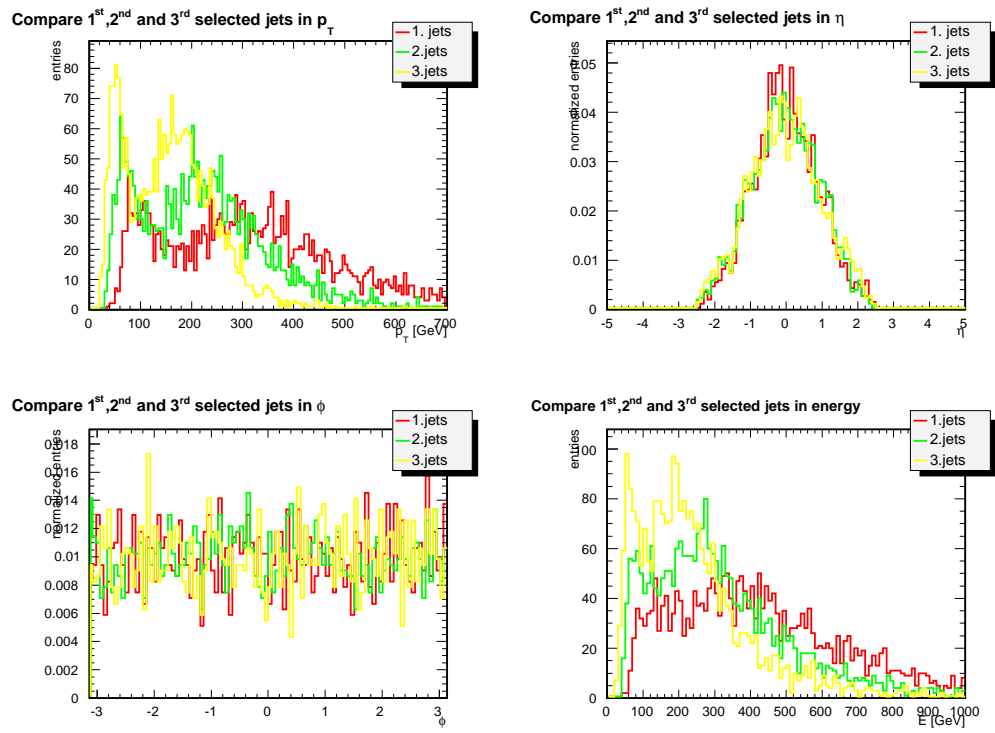 Compare 1st,2nd and 3rd selected jets in pT
entries
1. jets
2.jets
3.jets
80
70
60
50
40
30
20
10
0
0 100 200 300 400 500 600 700
pT [GeV]
Compare 1st,2nd and 3rd selected jets in η
normalized entries
1. jets
2. jets
3. jets
0.05
0.04
0.03
0.02
0.01
0
-5 -4 -3 -2 -1 0 1 2 3 4 5
η
Compare 1st,2nd and 3rd selected jets in ϕ
normalized entries
1.jets
2.jets
3.jets
0.018
0.016
0.014
0.012
0.01
0.008
0.006
0.004
0.002
0
-3 -2 -1 0 1 2 3
ϕ
Compare 1st,2nd and 3rd selected jets in energy
entries
1.jets
2.jets
3. jets
100
80
60
40
20
0
0 100 200 300 400 500 600 700 800 900 1000
E [GeV]